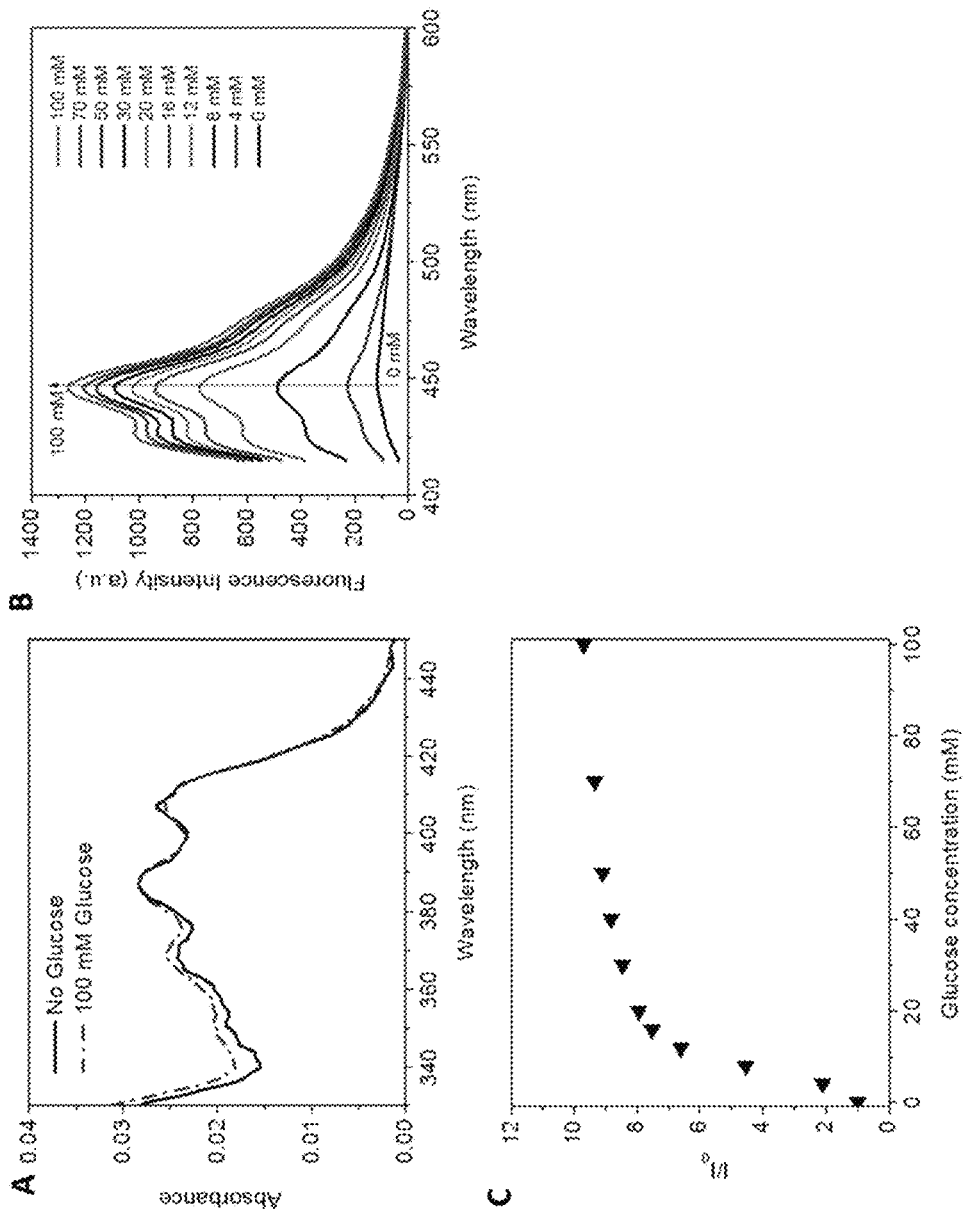 A
Absorbance
0.04
0.03
0.02
0.01
0.00
No Glucose
100 mM Glucose
340
360
380
400
420
440
Wavelength (nm)
B
Fluorescence Intensity (a.u.)
1400
1200
1000
800
600
400
200
0
100 mM
100 mM
70 mM
50 mM
30 mM
20 mM
16 mM
12 mM
8 mM
4 mM
0 mM
0 mM
400
450
500
550
600
Wavelength (nm)
C
I/I₀
12
10
8
6
4
2
0
0
20
40
60
80
100
Glucose concentration (mM)